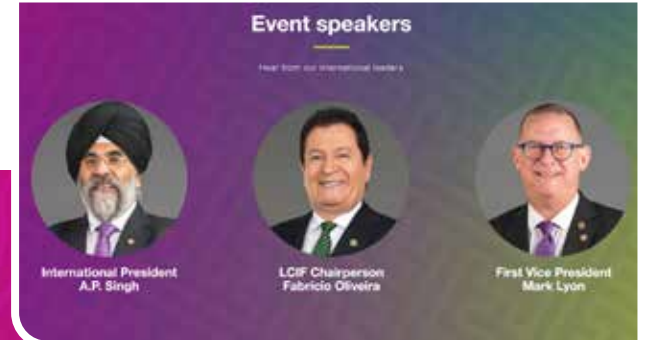 Event speakers
Hear from our international leaders
International President
A.P. Singh
LCIF Chairperson
Fabricio Oliveira
First Vice President
Mark Lyon